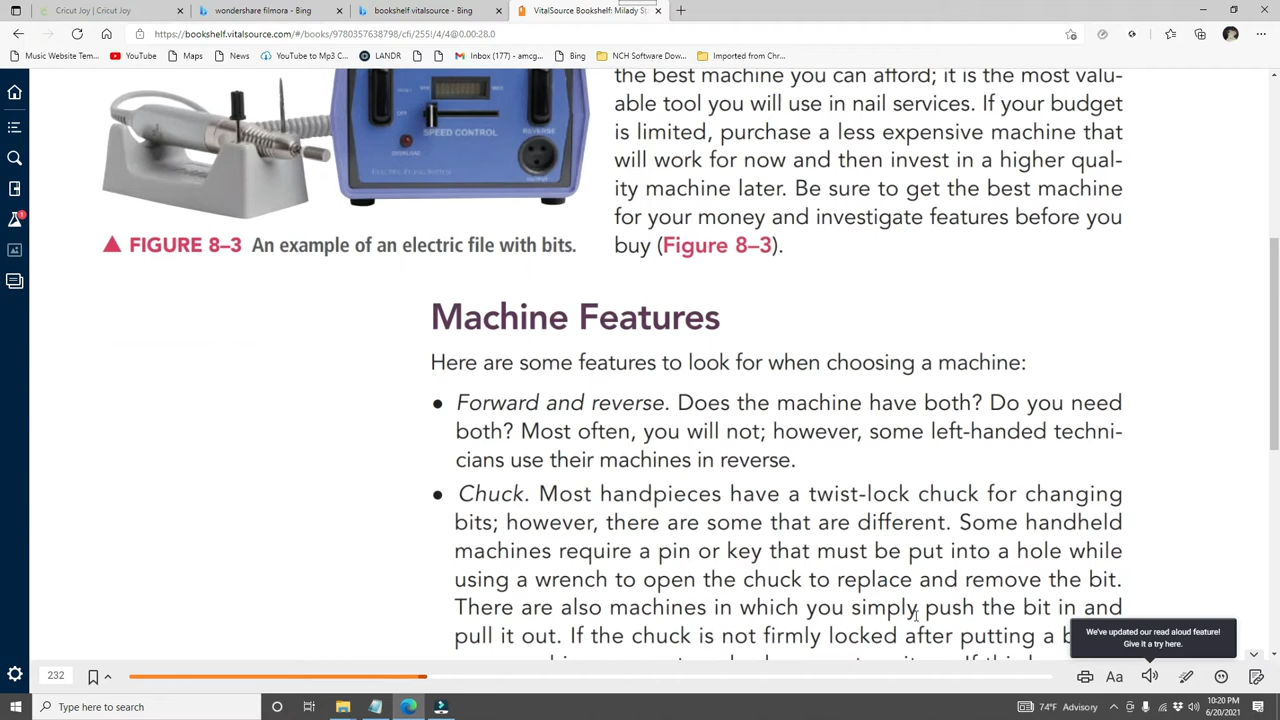 Cricut Joy | Cricut Joy
wondershare filmora - Bing
bookshelf.vitalsource - Bing
VitalSource Bookshelf: Milady St
https://bookshelf.vitalsource.com/#/books/9780357638798/cfi/255!/4/4@0.00:28.0
Music Website Tem...
YouTube
Maps
News
YouTube to Mp3 C...
LANDR
Inbox (177) - amcg...
Bing
NCH Software Dow...
Imported from Chr...
OFF
SPEED CONTROL
REVERSE
the best machine you can afford; it is the most valu-
able tool you will use in nail services. If your budget
is limited, purchase a less expensive machine that
will work for now and then invest in a higher qual-
ity machine later. Be sure to get the best machine
for your money and investigate features before you
buy (Figure 8–3).
▲ FIGURE 8–3 An example of an electric file with bits.
Machine Features
Here are some features to look for when choosing a machine:
● Forward and reverse. Does the machine have both? Do you need
both? Most often, you will not; however, some left-handed techni-
cians use their machines in reverse.
● Chuck. Most handpieces have a twist-lock chuck for changing
bits; however, there are some that are different. Some handheld
machines require a pin or key that must be put into a hole while
using a wrench to open the chuck to replace and remove the bit.
There are also machines in which you simply push the bit in and
pull it out. If the chuck is not firmly locked after putting a
We've updated our read aloud feature!
Give it a try here.
232
Aa
Type here to search
74°F Advisory
10:20 PM
6/20/2021